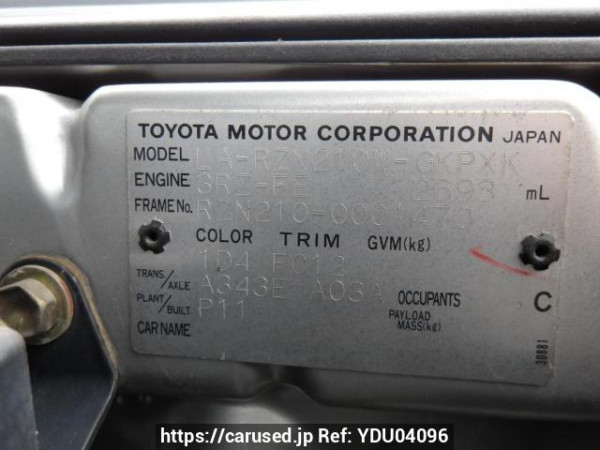 TOYOTA MOTOR CORPORATION JAPAN
MODEL LA-RZN210W-GKPXK
ENGINE 3RZ-FE 2693 mL
FRAME No. RZN210-
COLOR TRIM GVM(kg)
1D4 FC12
TRANS/AXLE A343E A03A OCCUPANTS C
PLANT/BUILT P11 PAYLOAD MASS(kg)
CAR NAME
38881
https://carused.jp Ref: YDU04096